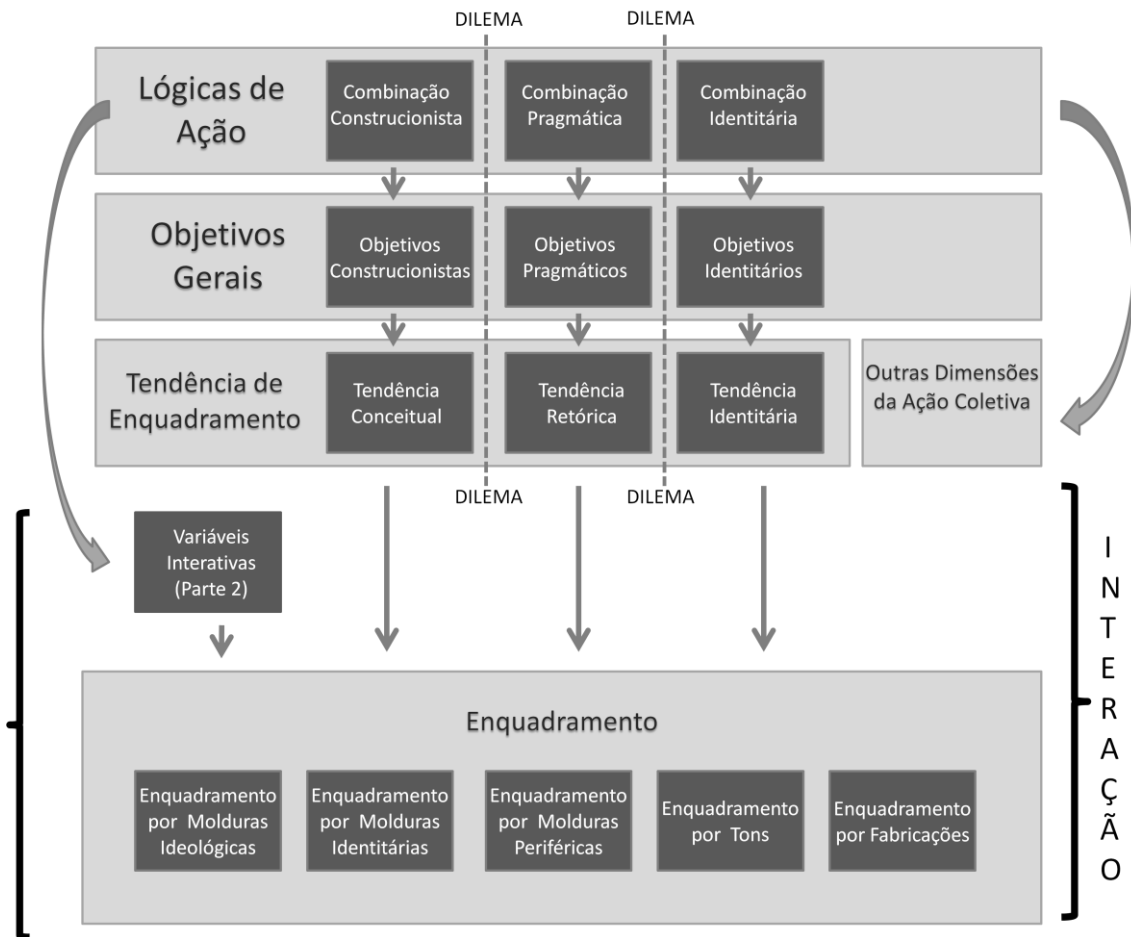 DILEMA
DILEMA
Lógicas de
Ação
Combinação
Construcionista
Combinação
Pragmática
Combinação
Identitária
Objetivos
Gerais
Objetivos
Construcionistas
Objetivos
Pragmáticos
Objetivos
Identitários
Tendência de
Enquadramento
Tendência
Conceitual
Tendência
Retórica
Tendência
Identitária
Outras Dimensões
da Ação Coletiva
DILEMA
DILEMA
Variáveis
Interativas
(Parte 2)
INTERAÇÃO
Enquadramento
Enquadramento
por Molduras
Ideológicas
Enquadramento
por Molduras
Identitárias
Enquadramento
por Molduras
Periféricas
Enquadramento
por Tons
Enquadramento
por Fabricações